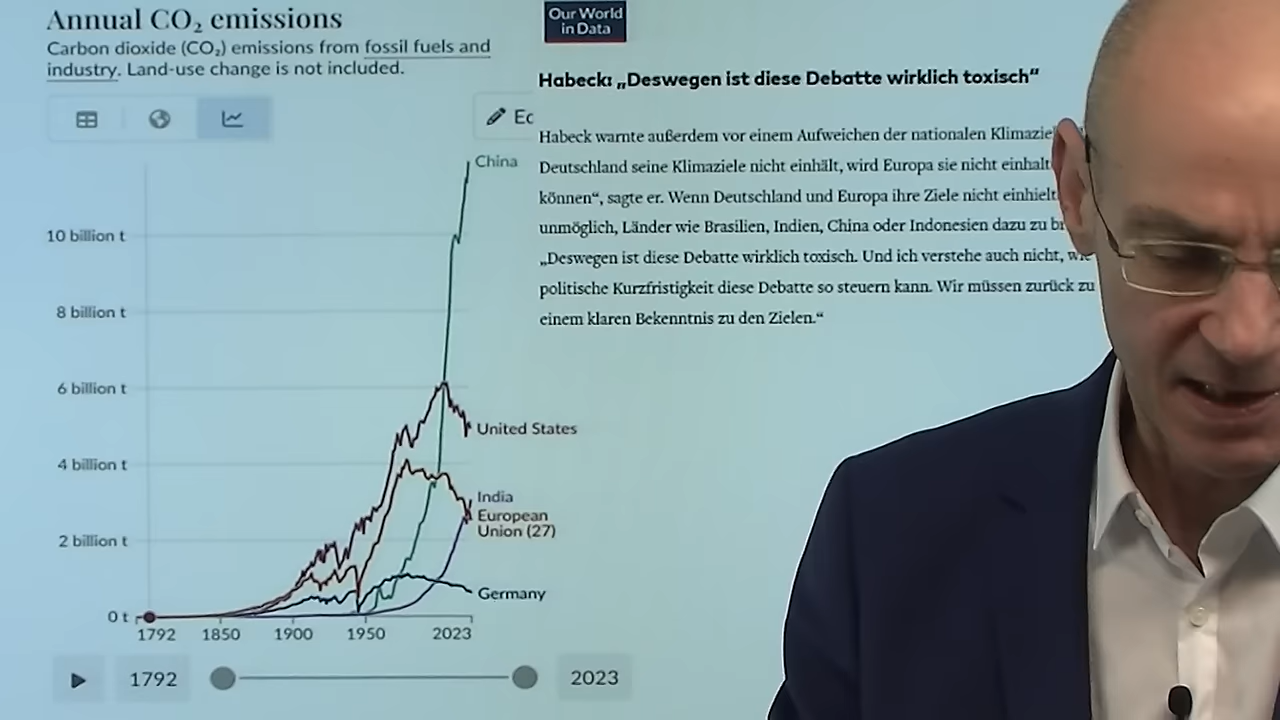 Annual CO₂ emissions
Carbon dioxide (CO₂) emissions from fossil fuels and
industry. Land-use change is not included.
Our World
in Data
China
10 billion t
8 billion t
6 billion t
United States
4 billion t
India
European
Union (27)
2 billion t
Germany
0 t
1792 1850 1900 1950 2023
1792 2023
Habeck: „Deswegen ist diese Debatte wirklich toxisch“
Habeck warnte außerdem vor einem Aufweichen der nationalen
Deutschland seine Klimaziele nicht einhält, wird Europa sie nicht
können“, sagte er. Wenn Deutschland und Europa ihre Ziele nicht
unmöglich, Länder wie Brasilien, Indien, China oder Indonesien dazu zu
„Deswegen ist diese Debatte wirklich toxisch. Und ich verstehe auch nicht,
politische Kurzfristigkeit diese Debatte so steuern kann. Wir müssen zurück zu
einem klaren Bekenntnis zu den Zielen.“